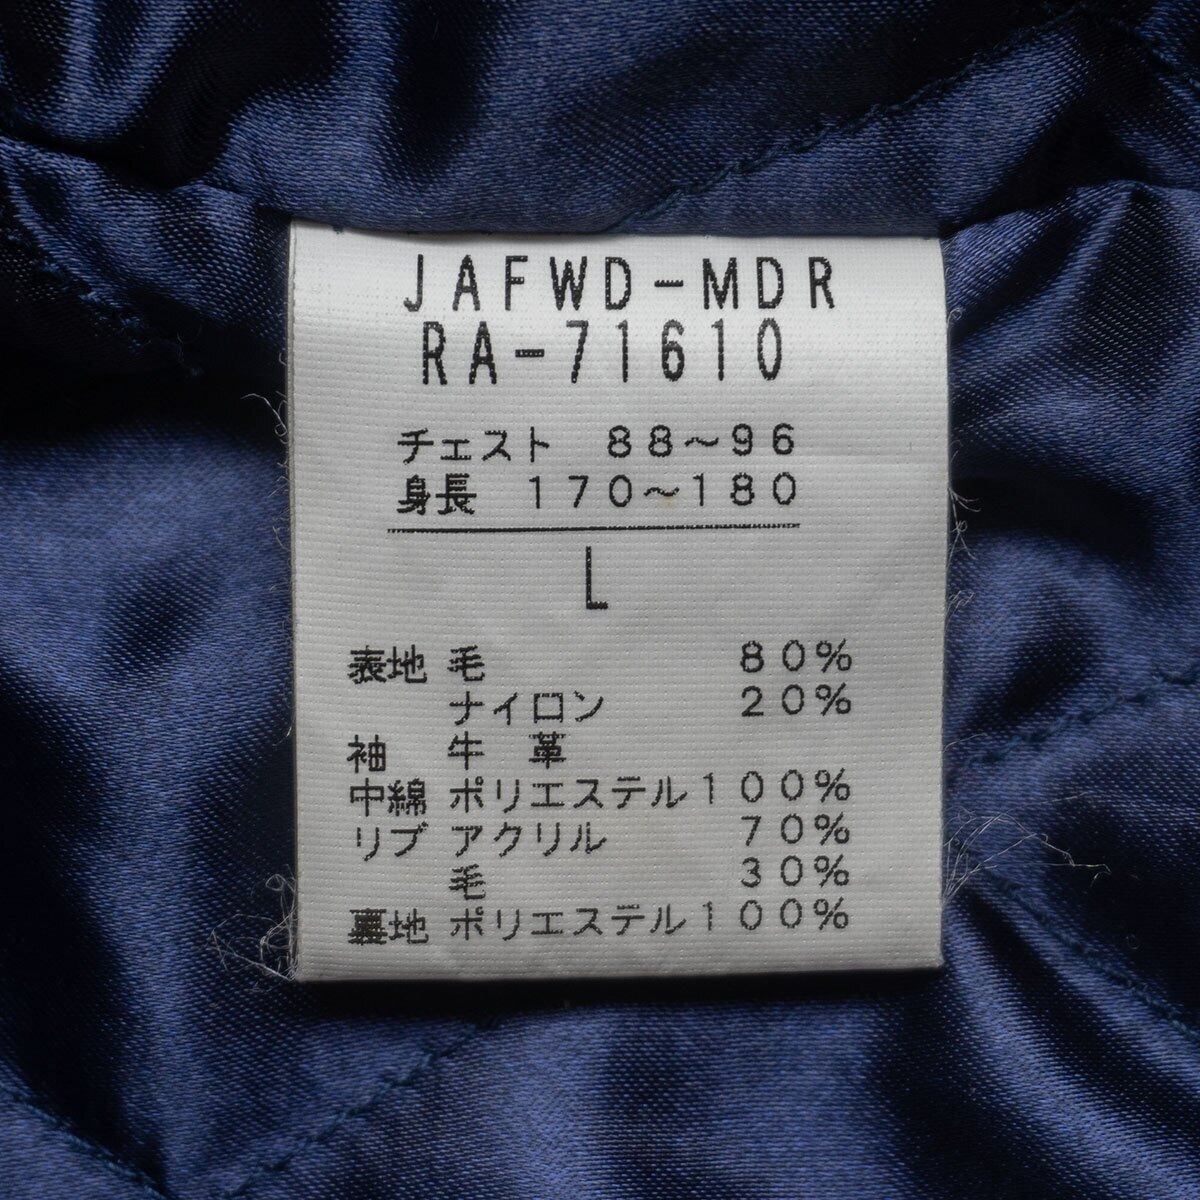 JAFWD-MDR
RA-71610
チェスト 88～96
身長 170～180
L
表地 毛 80%
ナイロン 20%
袖 牛 革
中綿 ポリエステル100%
リブ アクリル 70%
毛 30%
裏地 ポリエステル100%